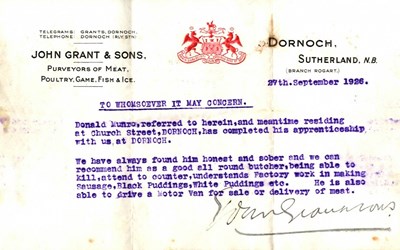 TELEGRAMS: GRANTS, DORNOCH.
TELEPHONE: DORNOCH (RLY. STN.)
JOHN GRANT & SONS.
PURVEYORS OF MEAT,
POULTRY, GAME, FISH & ICE.
DORNOCH,
SUTHERLAND, N.B.
(BRANCH ROGART.)
27th. September 1926.
TO WHOMSOEVER IT MAY CONCERN.
Donald Munro, referred to herein, and meantime residing
at Church Street, DORNOCH, has completed his apprenticeship
with us, at DORNOCH.
We have always found him honest and sober and we can
recommend him as a good all round butcher, being able to
kill, attend to counter, understands Factory work in making
Sausage, Black Puddings, White Puddings etc. He is also
able to drive a Motor Van for sale or delivery of meat.
John Grant & Sons.